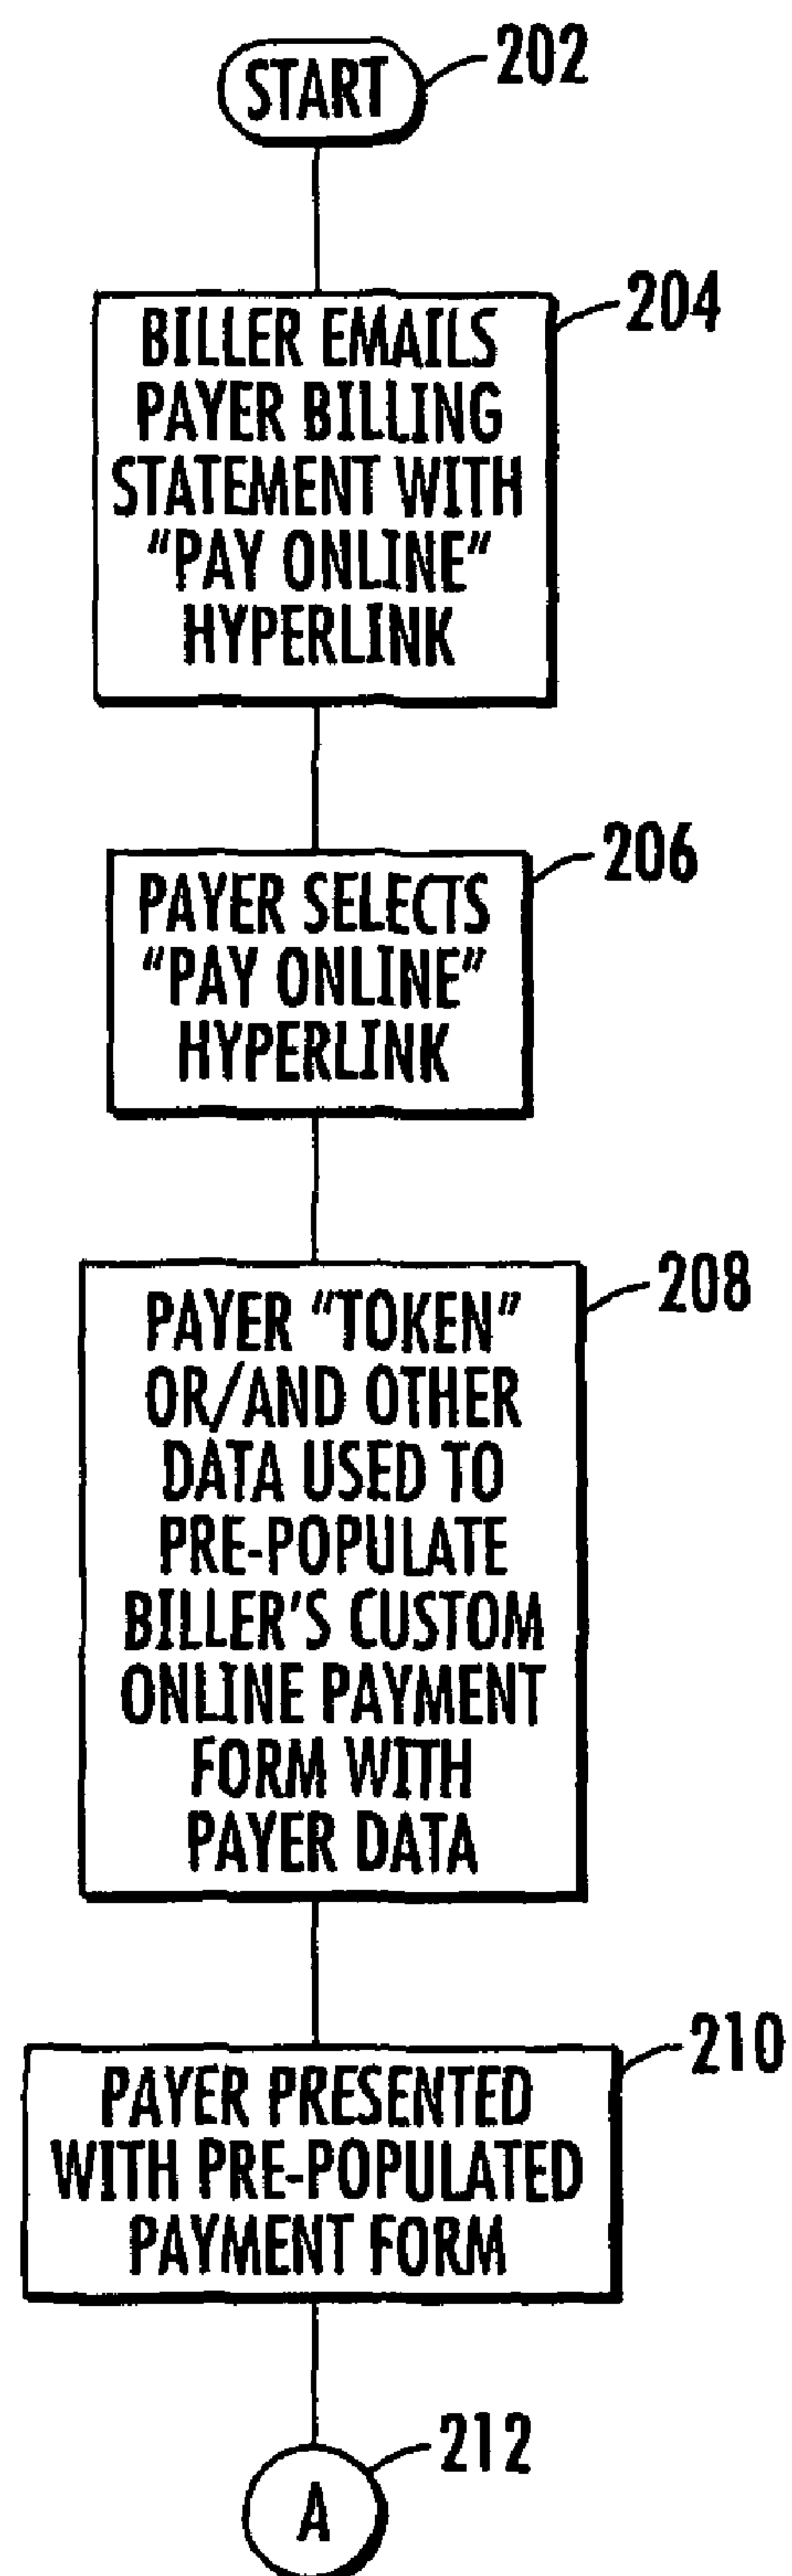 START
202
204
BILLER EMAILS
PAYER BILLING
STATEMENT WITH
“PAY ONLINE”
HYPERLINK
206
PAYER SELECTS
“PAY ONLINE”
HYPERLINK
208
PAYER “TOKEN”
OR/AND OTHER
DATA USED TO
PRE-POPULATE
BILLER’S CUSTOM
ONLINE PAYMENT
FORM WITH
PAYER DATA
210
PAYER PRESENTED
WITH PRE-POPULATED
PAYMENT FORM
212
A